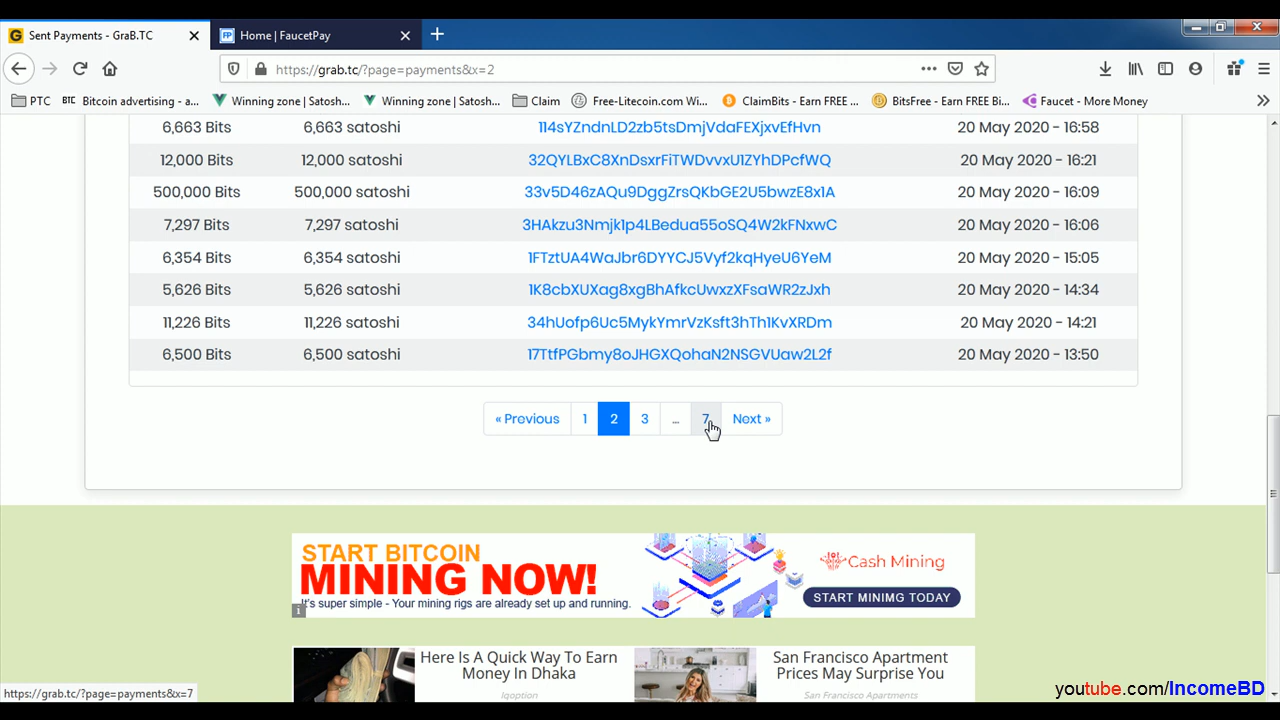 Sent Payments - GraB.TC
Home | FaucetPay
https://grab.tc/?page=payments&x=2
PTC
BTC Bitcoin advertising - a...
Winning zone | Satosh...
Winning zone | Satosh...
Claim
Free-Litecoin.com Wi...
ClaimBits - Earn FREE ...
BitsFree - Earn FREE Bi...
Faucet - More Money
6,663 Bits 6,663 satoshi 114sYZndnLD2zb5tsDmjVdaFEXjxvEfHvn 20 May 2020 - 16:58
12,000 Bits 12,000 satoshi 32QYLBxC8XnDsxrFiTWDvvxU1ZYhDPcfWQ 20 May 2020 - 16:21
500,000 Bits 500,000 satoshi 33v5D46zAQu9DggZrsQKbGE2U5bwzE8x1A 20 May 2020 - 16:09
7,297 Bits 7,297 satoshi 3HAkzu3Nmjk1p4LBedua55oSQ4W2kFNxwC 20 May 2020 - 16:06
6,354 Bits 6,354 satoshi 1FTztUA4WaJbr6DYYCJ5Vyf2kqHyeU6YeM 20 May 2020 - 15:05
5,626 Bits 5,626 satoshi 1K8cbXUXag8xgBhAfkcUwxzXFsaWR2zJxh 20 May 2020 - 14:34
11,226 Bits 11,226 satoshi 34hUofp6Uc5MykYmrVzKsft3hTh1KvXRDm 20 May 2020 - 14:21
6,500 Bits 6,500 satoshi 17TtfPGbmy8oJHGXQohaN2NSGVUaw2L2f 20 May 2020 - 13:50
« Previous 1 2 3 ... 7 Next »
START BITCOIN
MINING NOW!
It's super simple - Your mining rigs are already set up and running.
Cash Mining
START MINIMG TODAY
Here Is A Quick Way To Earn
Money In Dhaka
Iqoption
San Francisco Apartment
Prices May Surprise You
San Francisco Apartments
https://grab.tc/?page=payments&x=7
youtube.com/IncomeBD